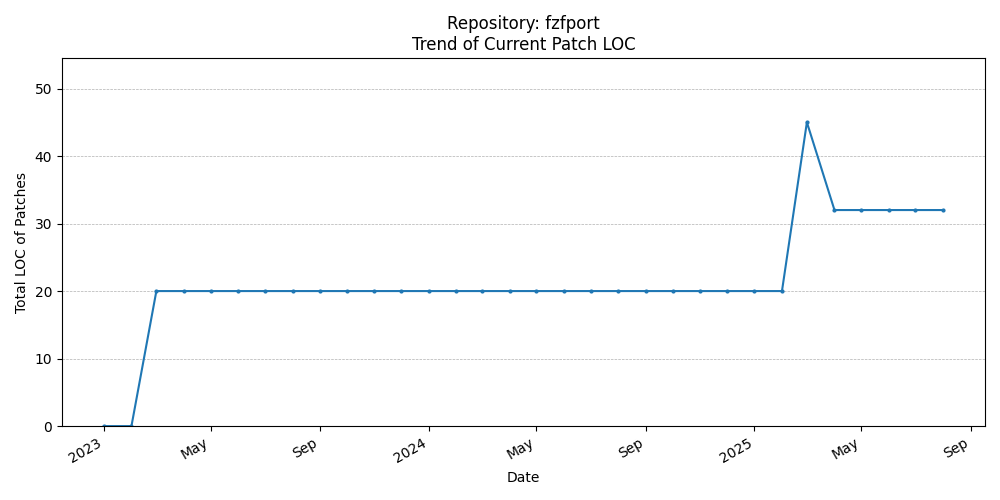 Repository: fzfport
Trend of Current Patch LOC
Total LOC of Patches
50
40
30
20
10
0
2023
May
Sep
2024
May
Sep
2025
May
Sep
Date